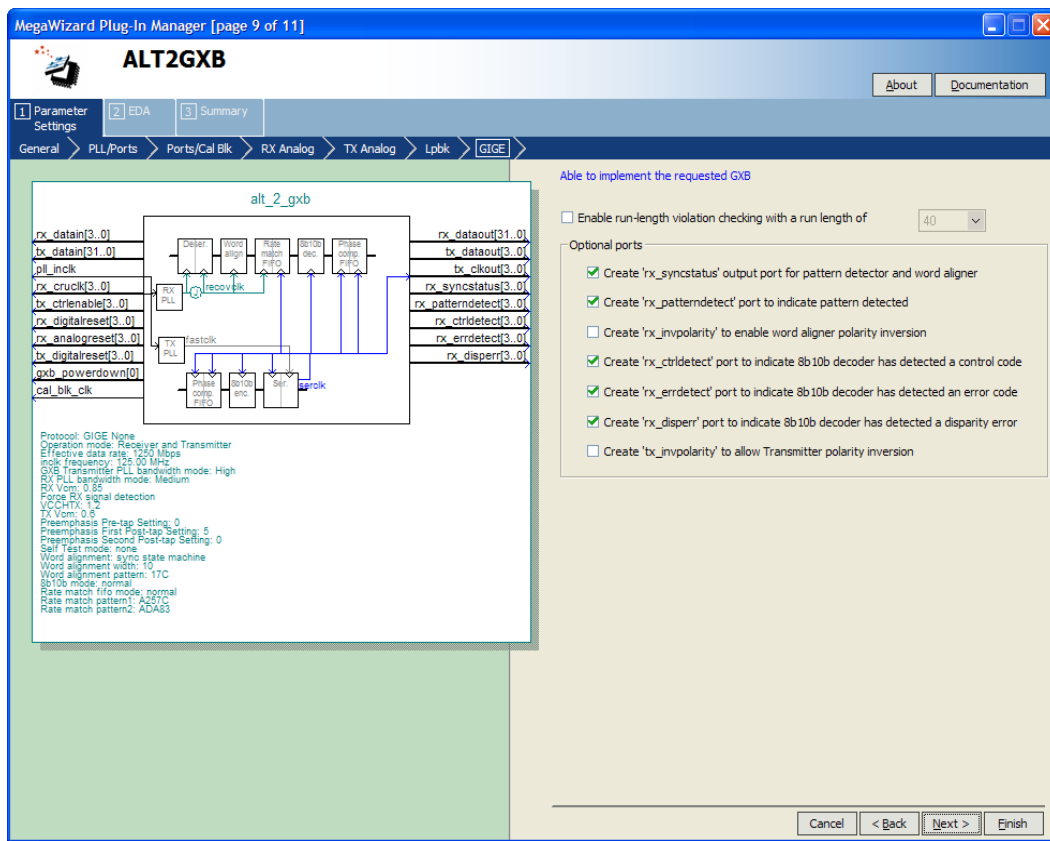 MegaWizard Plug-In Manager [page 9 of 11]
ALT2GXB
About
Documentation
1 Parameter Settings
2 EDA
3 Summary
General
PLL/Ports
Ports/Cal Blk
RX Analog
TX Analog
Lpbk
GIGE
alt_2_gxb
rx_datain[3..0]
tx_datain[31..0]
pll_inclk
rx_cruclk[3..0]
tx_ctrlenable[3..0]
rx_digitalreset[3..0]
rx_analogreset[3..0]
tx_digitalreset[3..0]
gxb_powerdown[0]
cal_blk_clk
Deser.
Word align
Rate match FIFO
8b10b dec.
Phase comp. FIFO
RX PLL
recovclk
TX PLL
fastclk
Phase comp. FIFO
8b10b enc.
Ser.
serclk
rx_dataout[31..0]
tx_dataout[3..0]
tx_clkout[3..0]
rx_syncstatus[3..0]
rx_patterndetect[3..0]
rx_ctrldetect[3..0]
rx_errdetect[3..0]
rx_disperr[3..0]
Protocol: GIGE None
Operation mode: Receiver and Transmitter
Effective data rate: 1250 Mbps
inclk frequency: 125.00 MHz
GXB Transmitter PLL bandwidth mode: High
RX PLL bandwidth mode: Medium
RX Vcm: 0.85
Force RX signal detection
VCCHTX: 1.2
TX Vcm: 0.6
Preemphasis Pre-tap Setting: 0
Preemphasis First Post-tap Setting: 5
Preemphasis Second Post-tap Setting: 0
Self Test mode: none
Word alignment: sync state machine
Word alignment width: 10
Word alignment pattern: 17C
8b10b mode: normal
Rate match fifo mode: normal
Rate match pattern1: A257C
Rate match pattern2: ADA83
Able to implement the requested GXB
Enable run-length violation checking with a run length of
40
Optional ports
Create 'rx_syncstatus' output port for pattern detector and word aligner
Create 'rx_patterndetect' port to indicate pattern detected
Create 'rx_invpolarity' to enable word aligner polarity inversion
Create 'rx_ctrldetect' port to indicate 8b10b decoder has detected a control code
Create 'rx_errdetect' port to indicate 8b10b decoder has detected an error code
Create 'rx_disperr' port to indicate 8b10b decoder has detected a disparity error
Create 'tx_invpolarity' to allow Transmitter polarity inversion
Cancel
< Back
Next >
Finish